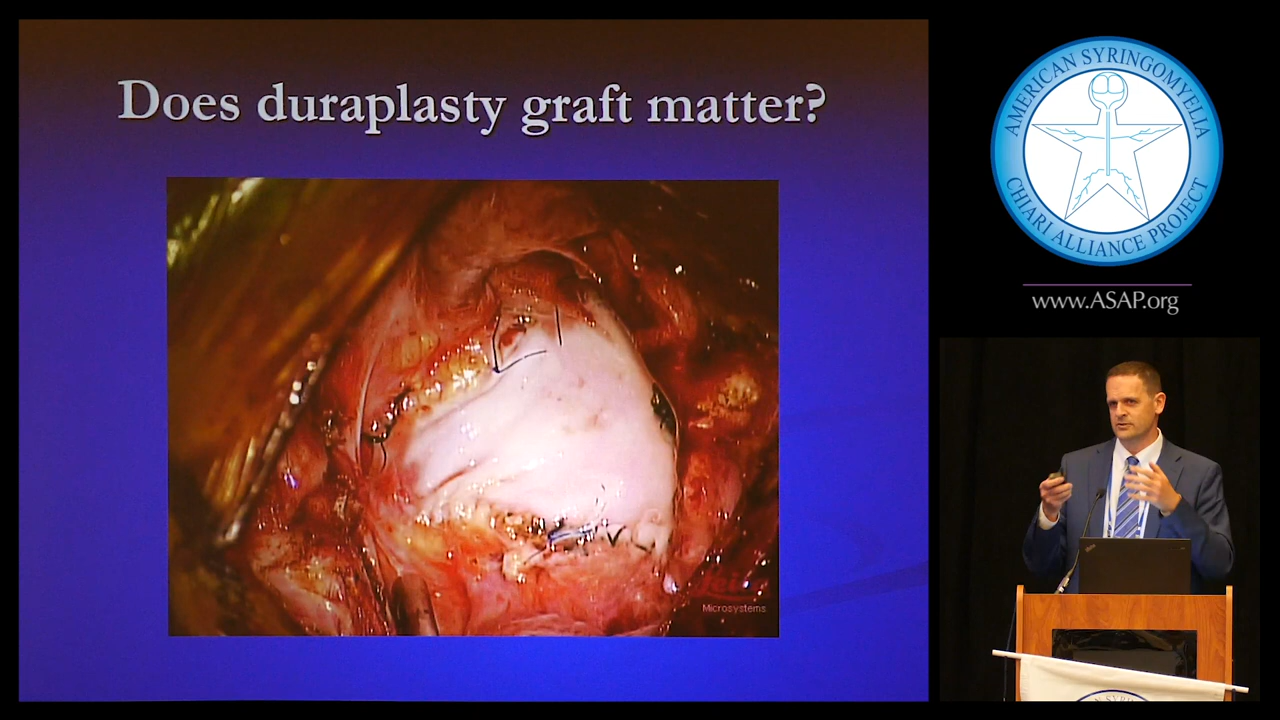 Does duraplasty graft matter?
Microsystems
AMERICAN SYRINGOMYELIA
CHIARI ALLIANCE PROJECT
www.ASAP.org